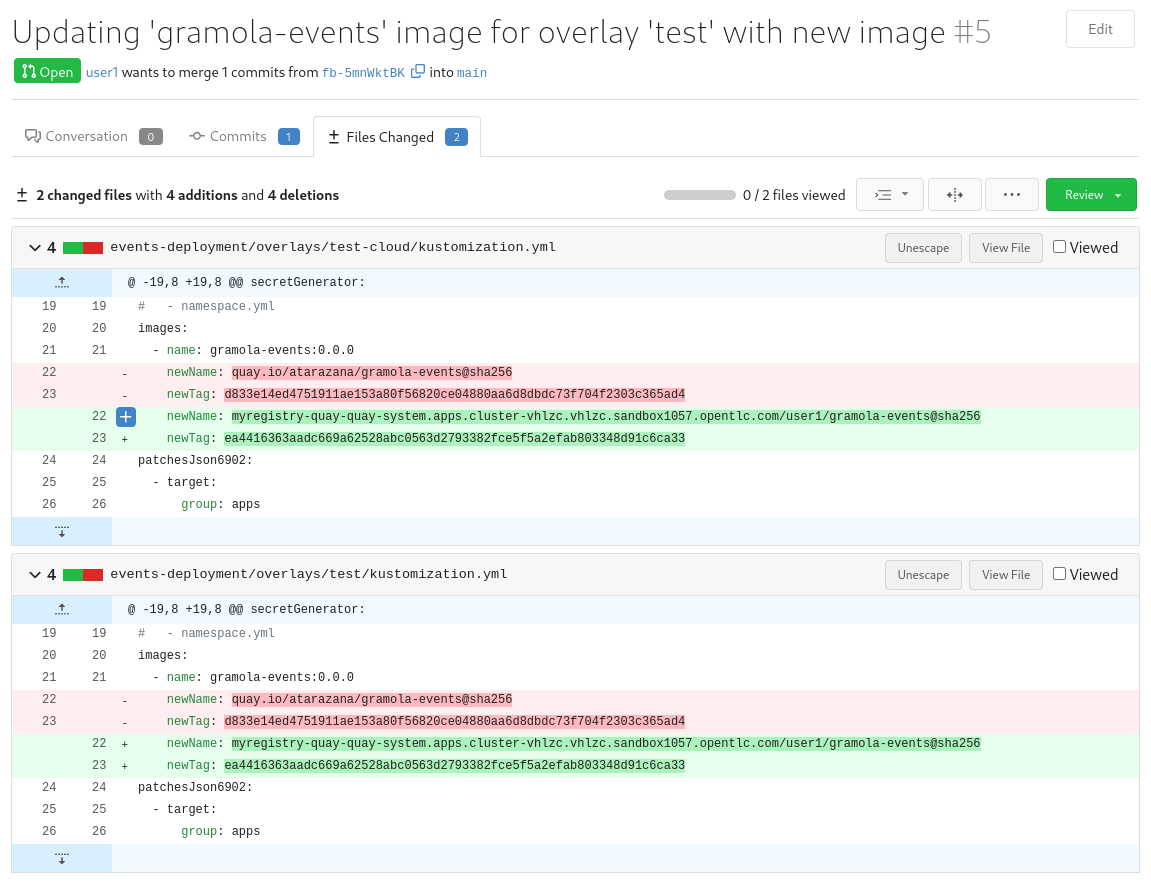 Updating 'gramola-events' image for overlay 'test' with new image #5
Edit
Open user1 wants to merge 1 commits from fb-5mnWktBK into main
Conversation 0 Commits 1 Files Changed 2
2 changed files with 4 additions and 4 deletions
0 / 2 files viewed
Review
4 events-deployment/overlays/test-cloud/kustomization.yml Unescape View File Viewed
@ -19,8 +19,8 @@ secretGenerator:
19 19 #   - namespace.yml
20 20 images:
21 21   - name: gramola-events:0.0.0
22 -     newName: quay.io/atarazana/gramola-events@sha256
23 -     newTag: d833e14ed4751911ae153a80f56820ce04880aa6d8dbdc73f704f2303c365ad4
22 +     newName: myregistry-quay-quay-system.apps.cluster-vhlzc.vhlzc.sandbox1057.opentlc.com/user1/gramola-events@sha256
23 +     newTag: ea4416363aadc669a62528abc0563d2793382fce5f5a2efab803348d91c6ca33
24 24 patchesJson6902:
25 25   - target:
26 26       group: apps
4 events-deployment/overlays/test/kustomization.yml Unescape View File Viewed
@ -19,8 +19,8 @@ secretGenerator:
19 19 #   - namespace.yml
20 20 images:
21 21   - name: gramola-events:0.0.0
22 -     newName: quay.io/atarazana/gramola-events@sha256
23 -     newTag: d833e14ed4751911ae153a80f56820ce04880aa6d8dbdc73f704f2303c365ad4
22 +     newName: myregistry-quay-quay-system.apps.cluster-vhlzc.vhlzc.sandbox1057.opentlc.com/user1/gramola-events@sha256
23 +     newTag: ea4416363aadc669a62528abc0563d2793382fce5f5a2efab803348d91c6ca33
24 24 patchesJson6902:
25 25   - target:
26 26       group: apps